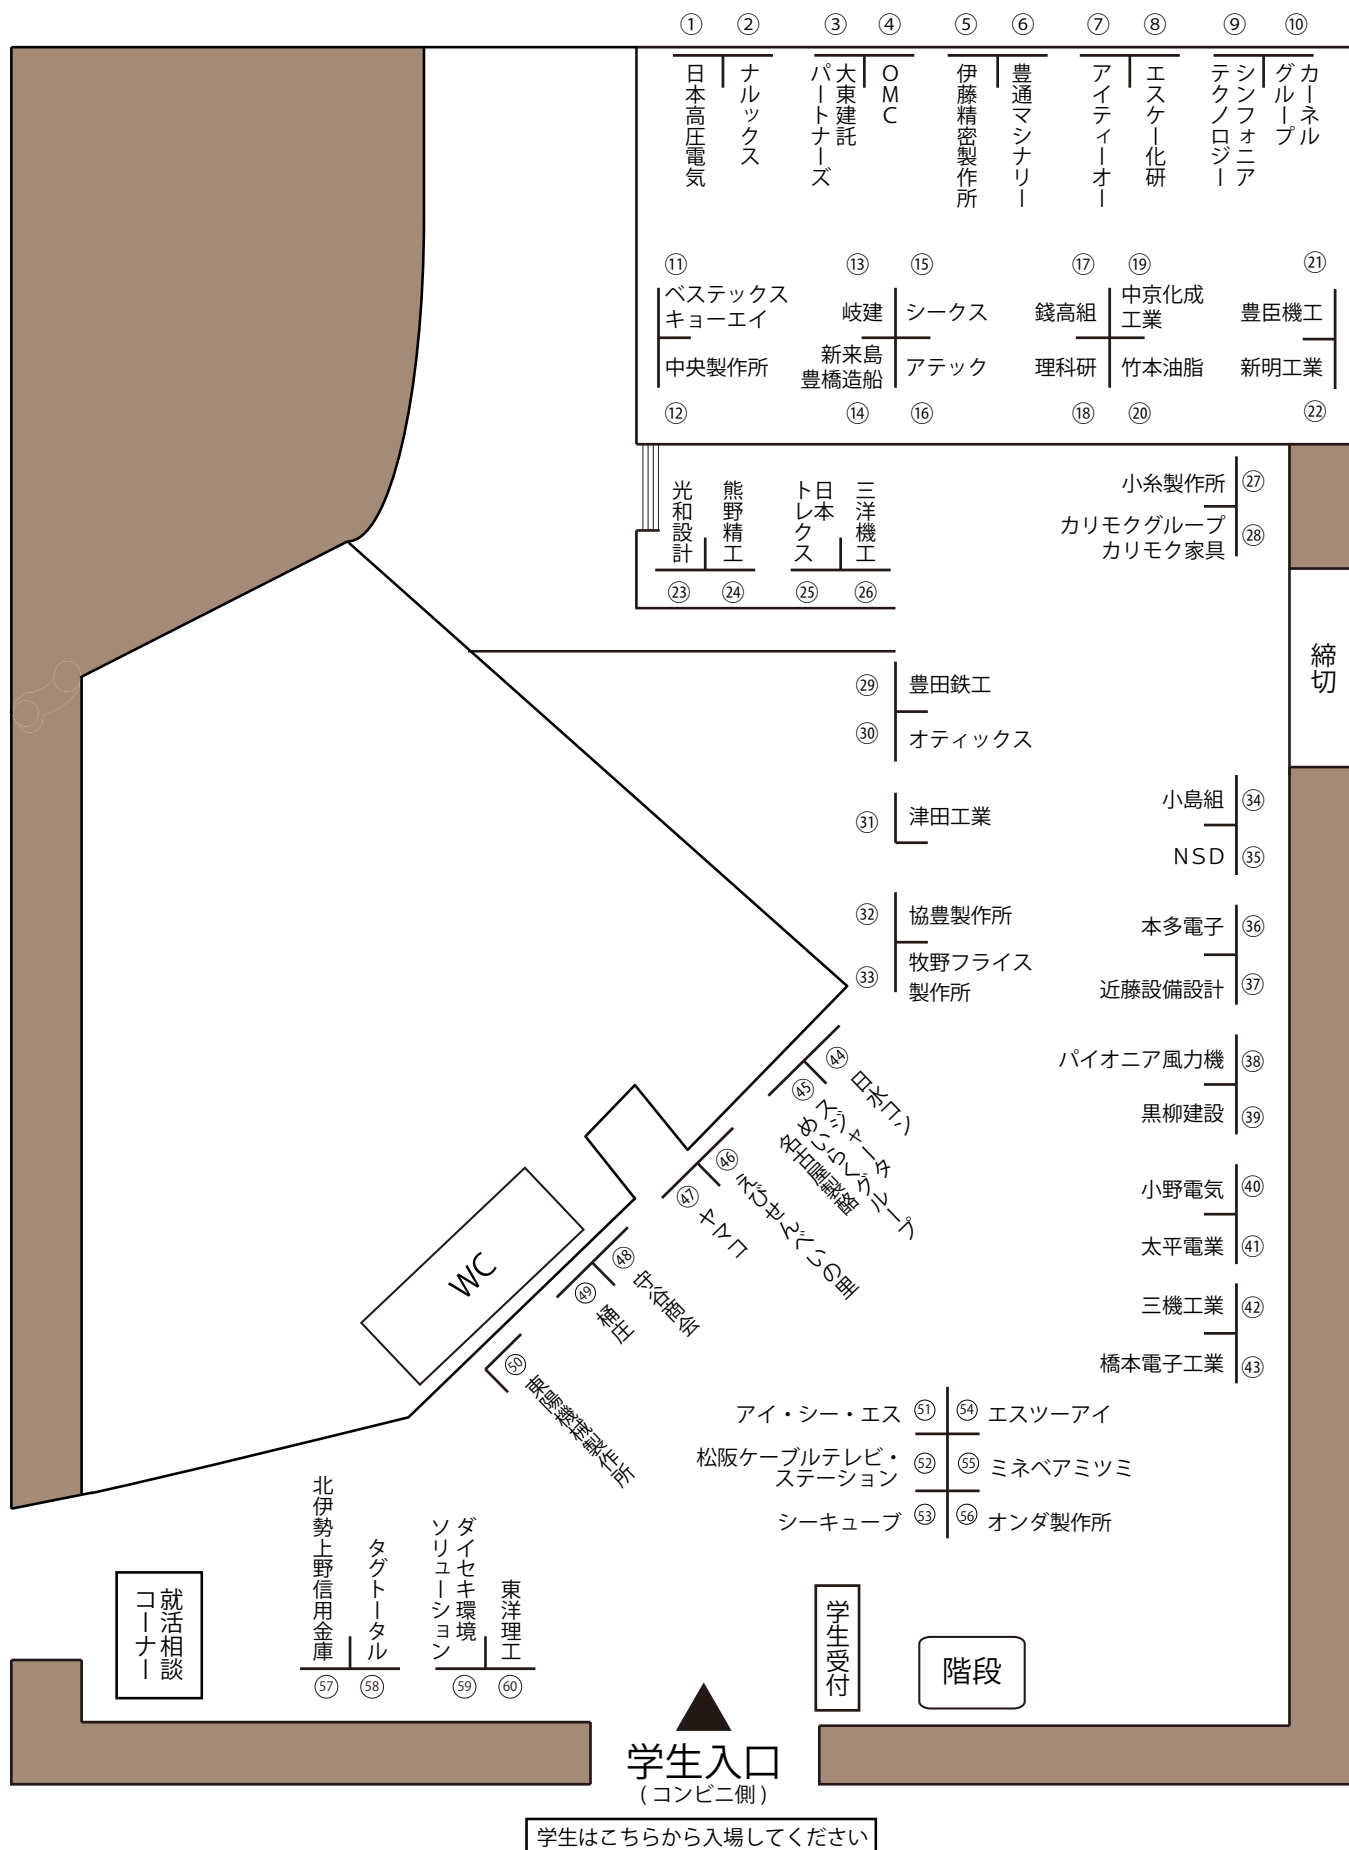 ①
日本高圧電気
②
ナルックス
③
大東建託
パートナーズ
④
OMC
⑤
伊藤精密製作所
⑥
豊通マシナリー
⑦
アイティーオー
⑧
エスケー化研
⑨
シンフォニア
テクノロジー
⑩
カーネル
グループ
⑪
ベステックス
キョーエイ
中央製作所
⑫
⑬
岐建
新来島
豊橋造船
⑭
⑮
シークス
アテック
⑯
⑰
錢高組
理科研
⑱
⑲
中京化成
工業
竹本油脂
⑳
㉑
豊臣機工
新明工業
㉒
光和設計
㉓
熊野精工
㉔
日本
トレクス
㉕
三洋機工
㉖
小糸製作所 ㉗
カリモクグループ
カリモク家具 ㉘
締切
㉙ 豊田鉄工
㉚ オティックス
㉛ 津田工業
㉜ 協豊製作所
㉝ 牧野フライス
製作所
小島組 ㉞
NSD ㉟
本多電子 ㊱
近藤設備設計 ㊲
パイオニア風力機 ㊳
黒柳建設 ㊴
小野電気 ㊵
太平電業 ㊶
三機工業 ㊷
橋本電子工業 ㊸
㊹
日水コン
㊺
スジャータ
めいらくグループ
名古屋製酪
㊻
えびせんべいの里
㊼
ヤマコ
㊽
守谷商会
㊾
桶庄
㊿
東陽機械製作所
WC
アイ・シー・エス 51
松阪ケーブルテレビ・
ステーション 52
シーキューブ 53
54 エスツーアイ
55 ミネベアミツミ
56 オンダ製作所
北伊勢上野信用金庫
57
タグトータル
58
ダイセキ環境
ソリューション
59
東洋理工
60
就活相談
コーナー
学生受付
階段
▲
学生入口
(コンビニ側)
学生はこちらから入場してください